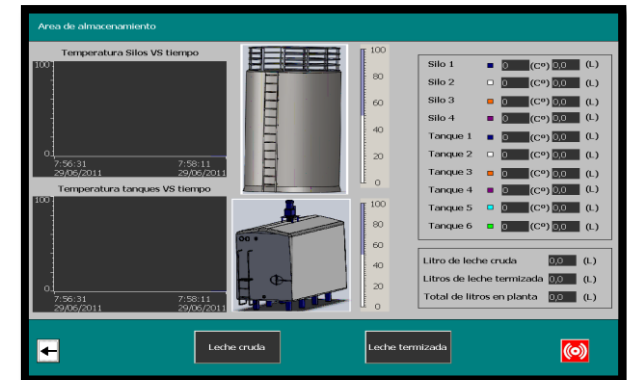 Area de almacenamiento
Temperatura Silos VS tiempo
100
0
7:56:31 7:58:11
29/06/2011 29/06/2011
100
80
60
40
20
0
Temperatura tanques VS tiempo
100
0
7:56:31 7:58:11
29/06/2011 29/06/2011
100
80
60
40
20
0
Silo 1 0 (Cº) 0,0 (L)
Silo 2 0 (Cº) 0,0 (L)
Silo 3 0 (Cº) 0,0 (L)
Silo 4 0 (Cº) 0,0 (L)
Tanque 1 0 (Cº) 0,0 (L)
Tanque 2 0 (Cº) 0,0 (L)
Tanque 3 0 (Cº) 0,0 (L)
Tanque 4 0 (Cº) 0,0 (L)
Tanque 5 0 (Cº) 0,0 (L)
Tanque 6 0 (Cº) 0,0 (L)
Litro de leche cruda 0,0 (L)
Litros de leche termizada 0,0 (L)
Total de litros en planta 0,0 (L)
Leche cruda
Leche termizada